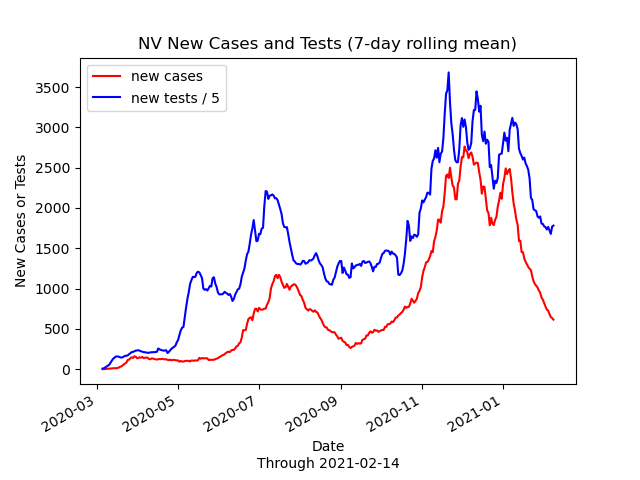 NV New Cases and Tests (7-day rolling mean)
new cases
new tests / 5
New Cases or Tests
3500
3000
2500
2000
1500
1000
500
0
2020-03
2020-05
2020-07
2020-09
2020-11
2021-01
Date
Through 2021-02-14